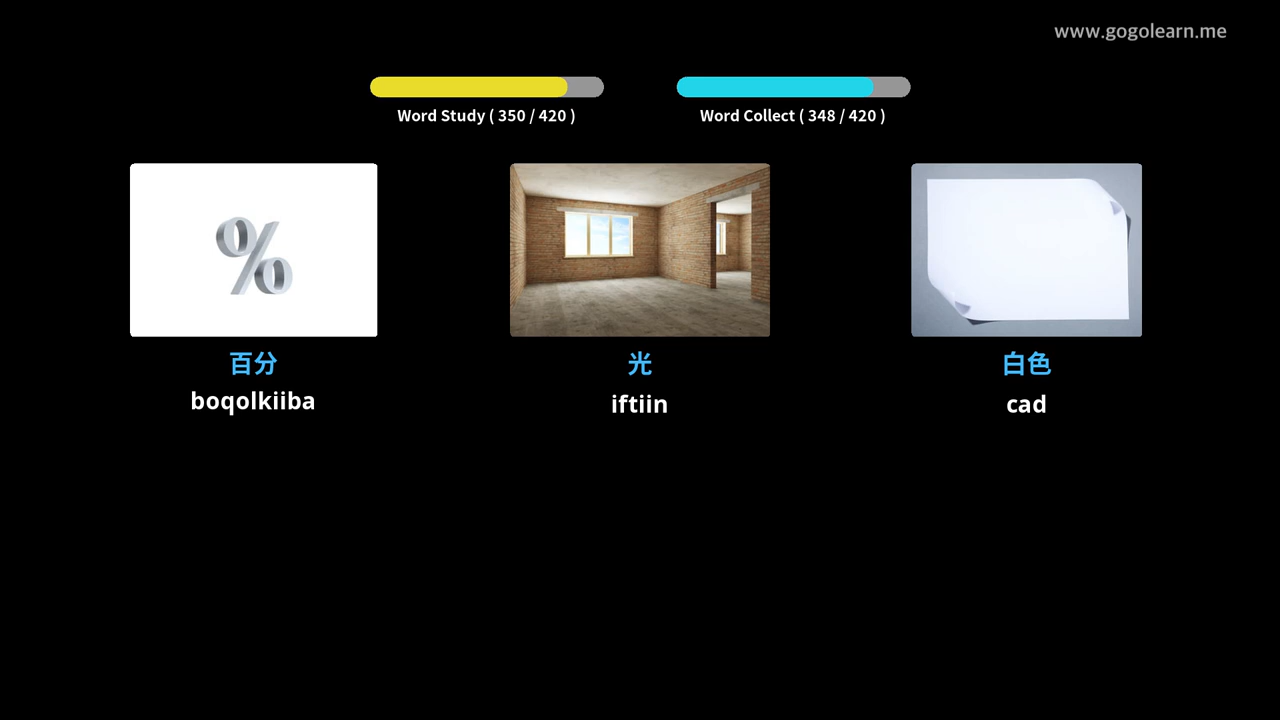 www.gogolearn.me
Word Study ( 350 / 420 )
Word Collect ( 348 / 420 )
%
百分
boqolkiiba
光
iftiin
白色
cad